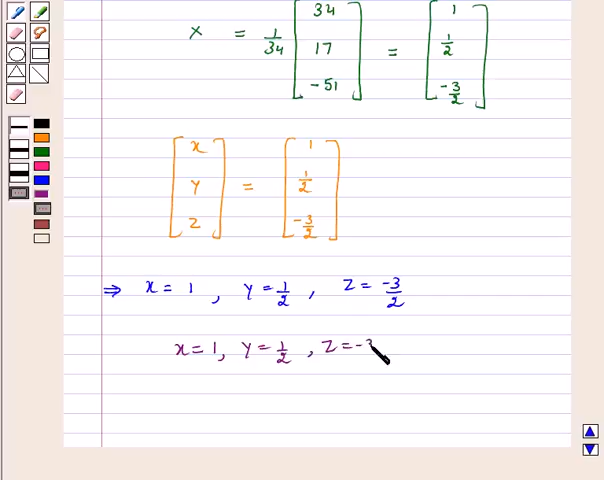 x = 1/34 [34 17 -51] = [1 1/2 -3/2]
[x y z] = [1 1/2 -3/2]
⇒ x = 1 , y = 1/2 , z = -3/2
x = 1, y = 1/2 , z = -3